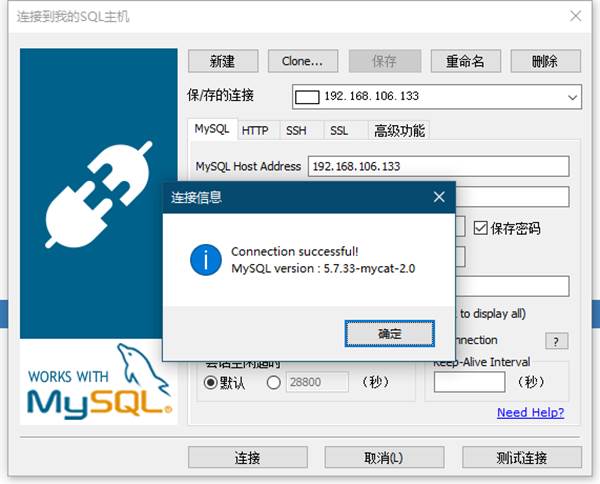 连接到我的SQL主机
新建
Clone...
保存
重命名
删除
保/存的连接
192.168.106.133
MySQL
HTTP
SSH
SSL
高级功能
MySQL Host Address
192.168.106.133
连接信息
保存密码
Connection successful!
MySQL version : 5.7.33-mycat-2.0
确定
to display all)
onnection
?
会话空闲超时
Keep-Alive Interval
默认
28800
(秒)
(秒)
WORKS WITH
MySQL®
Need Help?
连接
取消(L)
测试连接